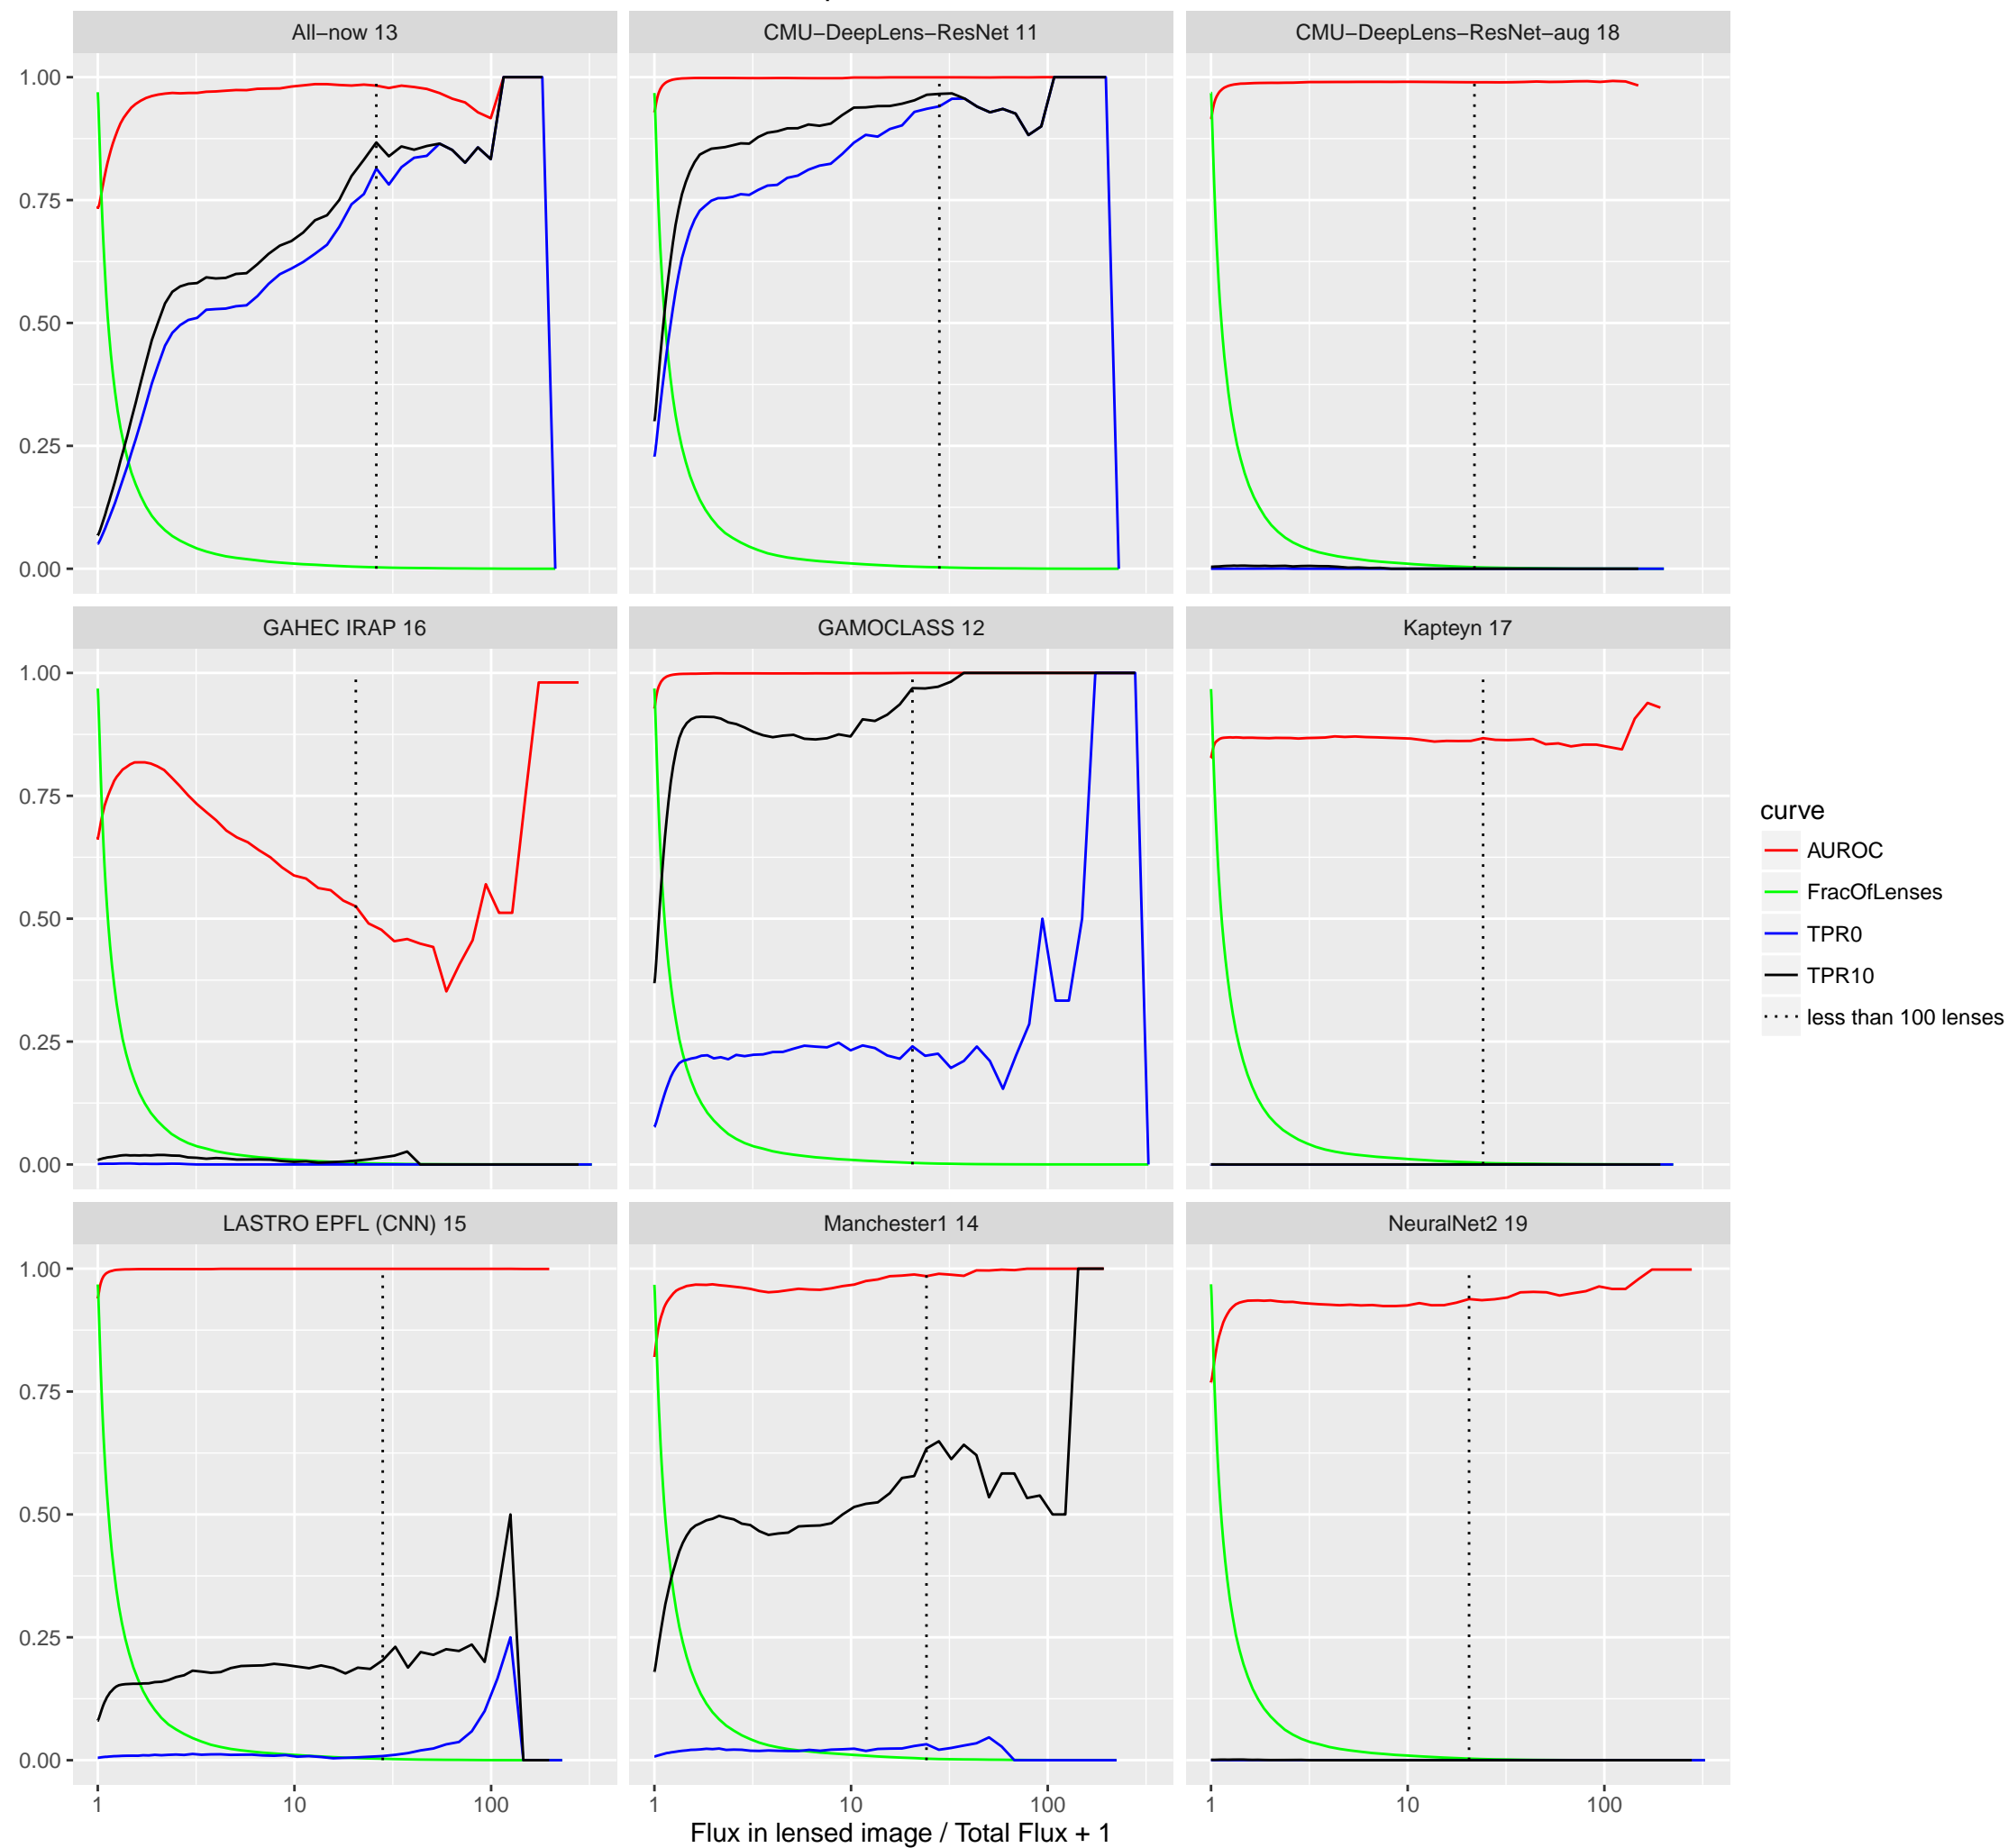 All−now 13
CMU−DeepLens−ResNet 11
CMU−DeepLens−ResNet−aug 18
1.00
0.75
0.50
0.25
0.00
GAHEC IRAP 16
GAMOCLASS 12
Kapteyn 17
1.00
0.75
0.50
0.25
0.00
LASTRO EPFL (CNN) 15
Manchester1 14
NeuralNet2 19
1.00
0.75
0.50
0.25
0.00
1 10 100
1 10 100
1 10 100
Flux in lensed image / Total Flux + 1
curve
AUROC
FracOfLenses
TPR0
TPR10
less than 100 lenses